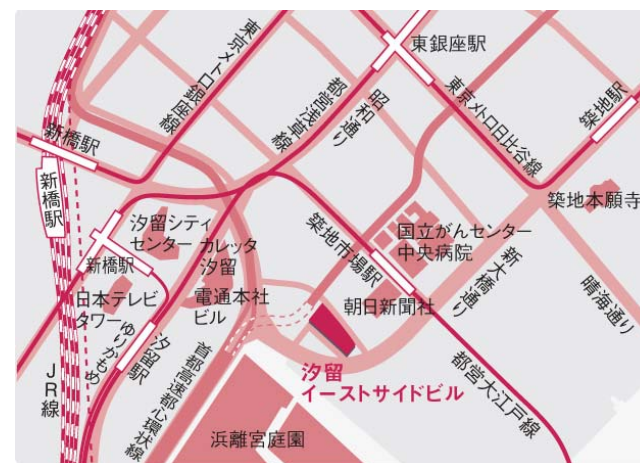 東銀座駅
東京メトロ銀座線
都営浅草線
昭和通り
東京メトロ日比谷線
築地駅
新橋駅
新橋駅
築地本願寺
汐留シティ
センター
カレッタ
汐留
築地市場駅
国立がんセンター
中央病院
新大橋通り
晴海通り
新橋駅
日本テレビ
タワー
電通本社
ビル
朝日新聞社
ゆりかもめ
汐留駅
JR線
首都高速都心環状線
汐留
イーストサイドビル
都営大江戸線
浜離宮庭園